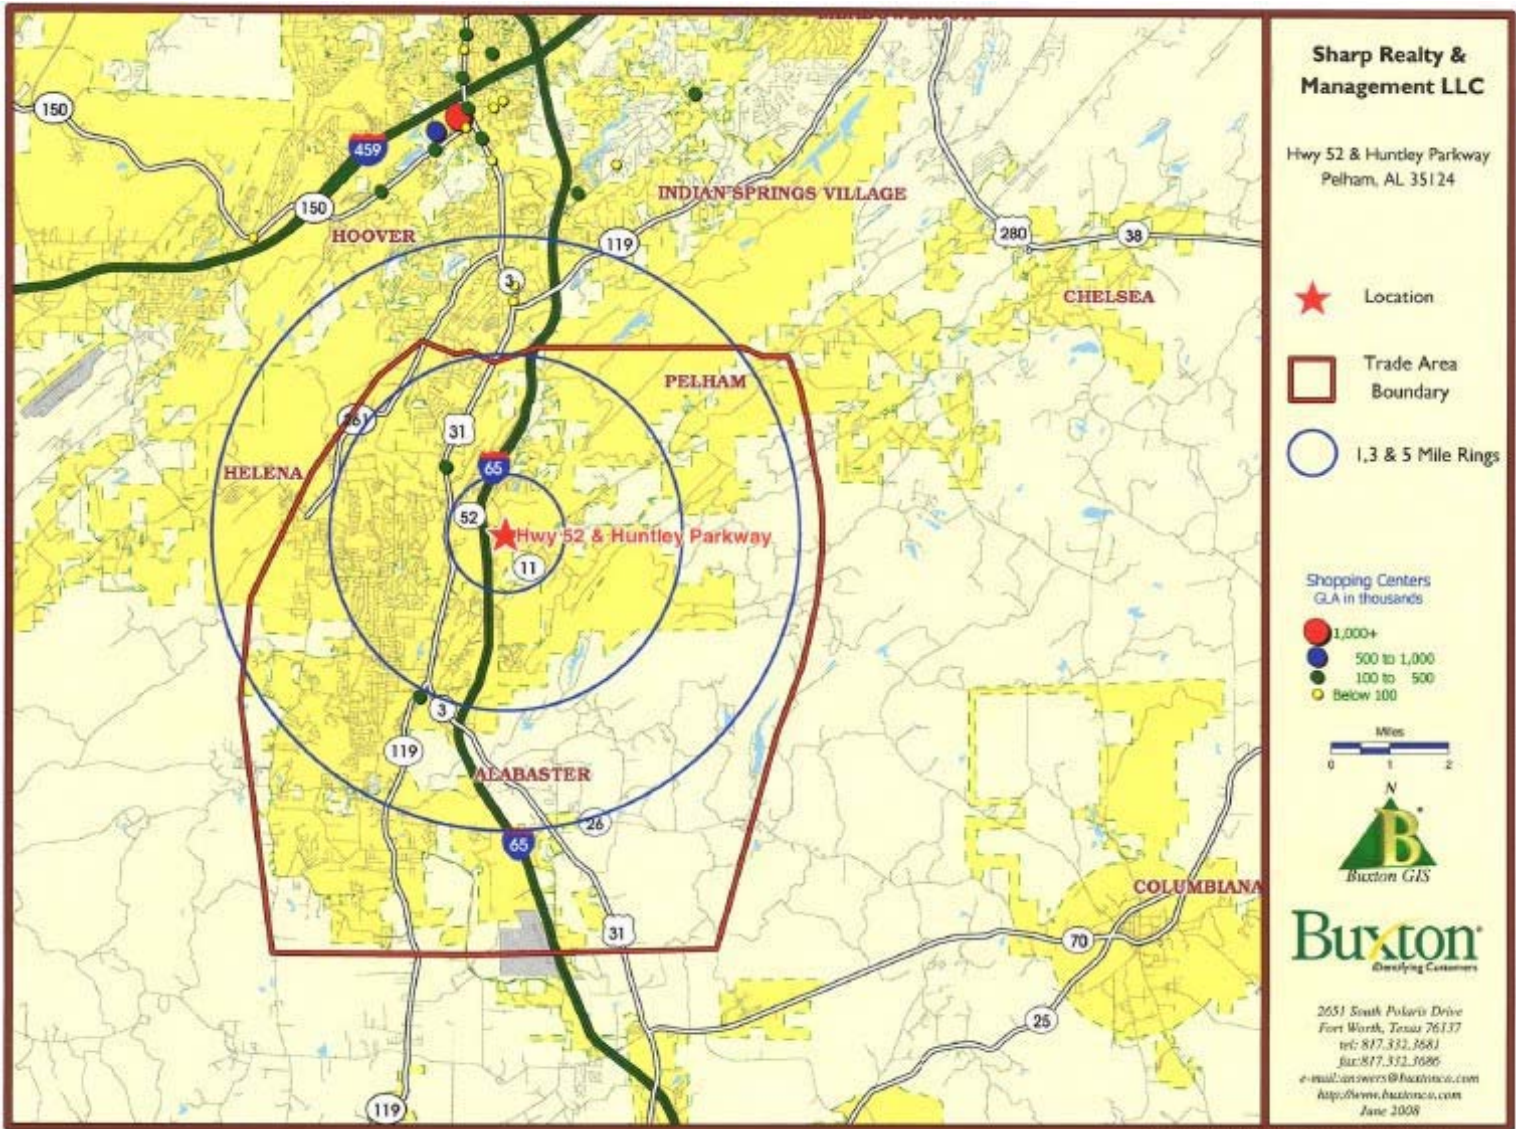 150
459
150
HOOVER
INDIAN SPRINGS VILLAGE
119
280
38
CHELSEA
3
PELHAM
31
HELENA
65
52
Hwy 52 & Huntley Parkway
11
3
119
ALABASTER
26
65
31
COLUMBIANA
70
25
119
Sharp Realty &
Management LLC
Hwy 52 & Huntley Parkway
Pelham, AL 35124
Location
Trade Area
Boundary
1,3 & 5 Mile Rings
Shopping Centers
GLA in thousands
1,000+
500 to 1,000
100 to 500
Below 100
Miles
0 1 2
N
B
Buxton GIS
Buxton
Identifying Customers
2651 South Polaris Drive
Fort Worth, Texas 76137
tel: 817.332.3681
fax:817.332.3686
e-mail:answers@buxtonco.com
http://www.buxtonco.com
June 2008